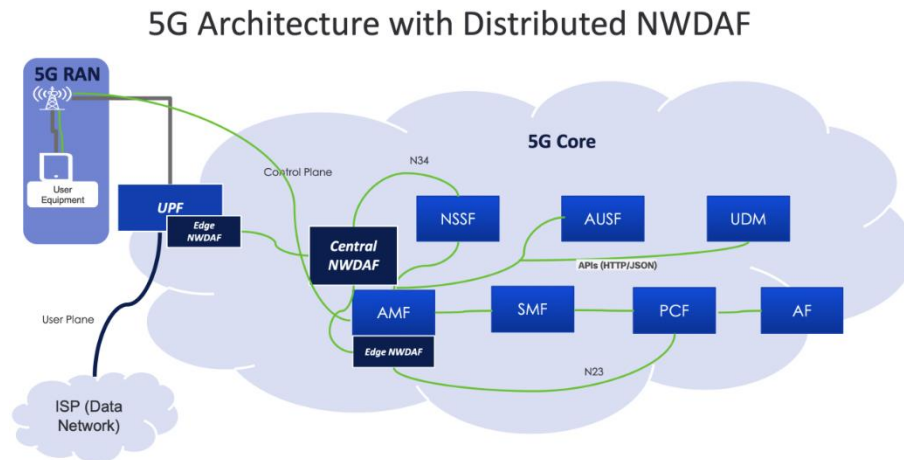 5G Architecture with Distributed NWDAF
5G RAN
User
Equipment
UPF
Edge
NWDAF
User Plane
ISP (Data
Network)
5G Core
Control Plane
N34
Central
NWDAF
NSSF
AUSF
UDM
APIs (HTTP/JSON)
AMF
Edge NWDAF
SMF
PCF
AF
N23